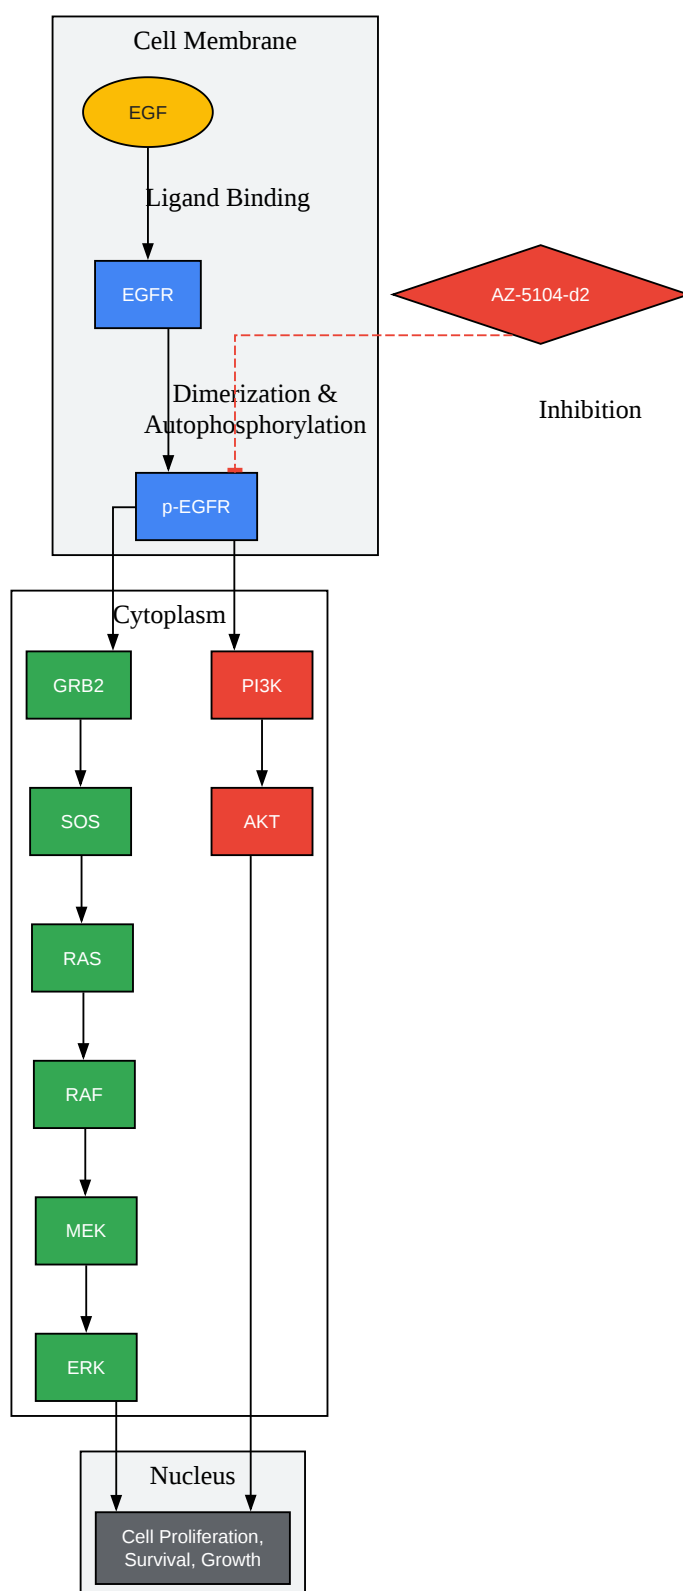 Cell Membrane
EGF
Ligand Binding
EGFR
AZ-5104-d2
Dimerization &
Autophosphorylation
Inhibition
p-EGFR
Cytoplasm
GRB2
PI3K
SOS
AKT
RAS
RAF
MEK
ERK
Nucleus
Cell Proliferation,
Survival, Growth